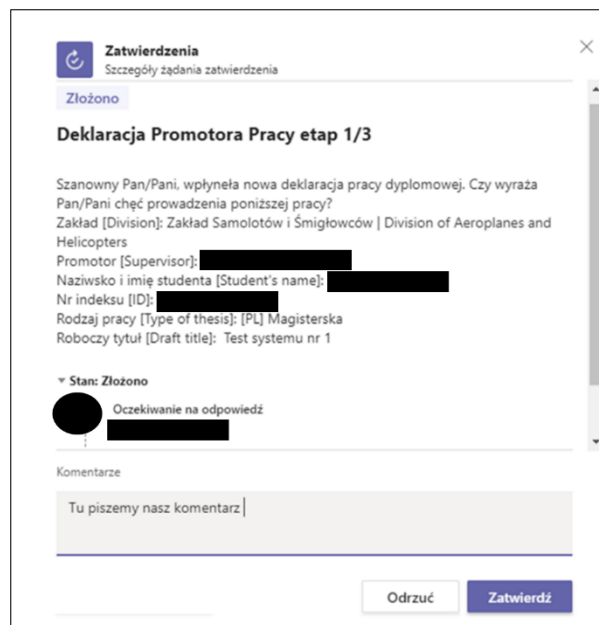 Zatwierdzenia
Szczegóły żądania zatwierdzenia
Złożono
Deklaracja Promotora Pracy etap 1/3
Szanowny Pan/Pani, wpłyneła nowa deklaracja pracy dyplomowej. Czy wyraża
Pan/Pani chęć prowadzenia poniższej pracy?
Zakład [Division]: Zakład Samolotów i Śmigłowców | Division of Aeroplanes and
Helicopters
Promotor [Supervisor]:
Naziwsko i imię studenta [Student's name]:
Nr indeksu [ID]:
Rodzaj pracy [Type of thesis]: [PL] Magisterska
Roboczy tytuł [Draft title]: Test systemu nr 1
Stan: Złożono
Oczekiwanie na odpowiedź
Komentarze
Tu piszemy nasz komentarz
Odrzuć
Zatwierdź